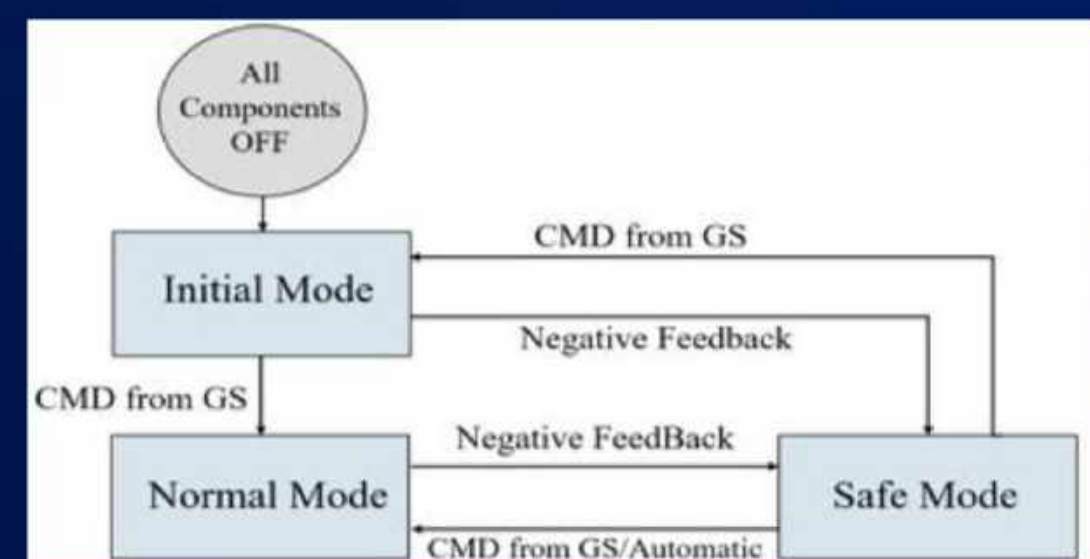 All
Components
OFF
CMD from GS
Initial Mode
Negative Feedback
CMD from GS
Negative FeedBack
Normal Mode
Safe Mode
CMD from GS/Automatic